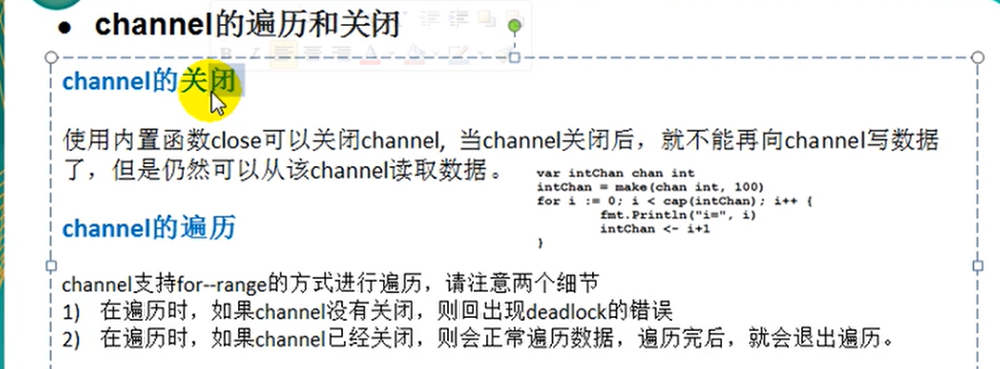 ● channel的遍历和关闭
channel的关闭
使用内置函数close可以关闭channel, 当channel关闭后，就不能再向channel写数据
了，但是仍然可以从该channel读取数据。
var intChan chan int
intChan = make(chan int, 100)
for i := 0; i < cap(intChan); i++ {
fmt.Println("i=", i)
intChan <- i+1
}
channel的遍历
channel支持for--range的方式进行遍历，请注意两个细节
1) 在遍历时，如果channel没有关闭，则回出现deadlock的错误
2) 在遍历时，如果channel已经关闭，则会正常遍历数据，遍历完后，就会退出遍历。